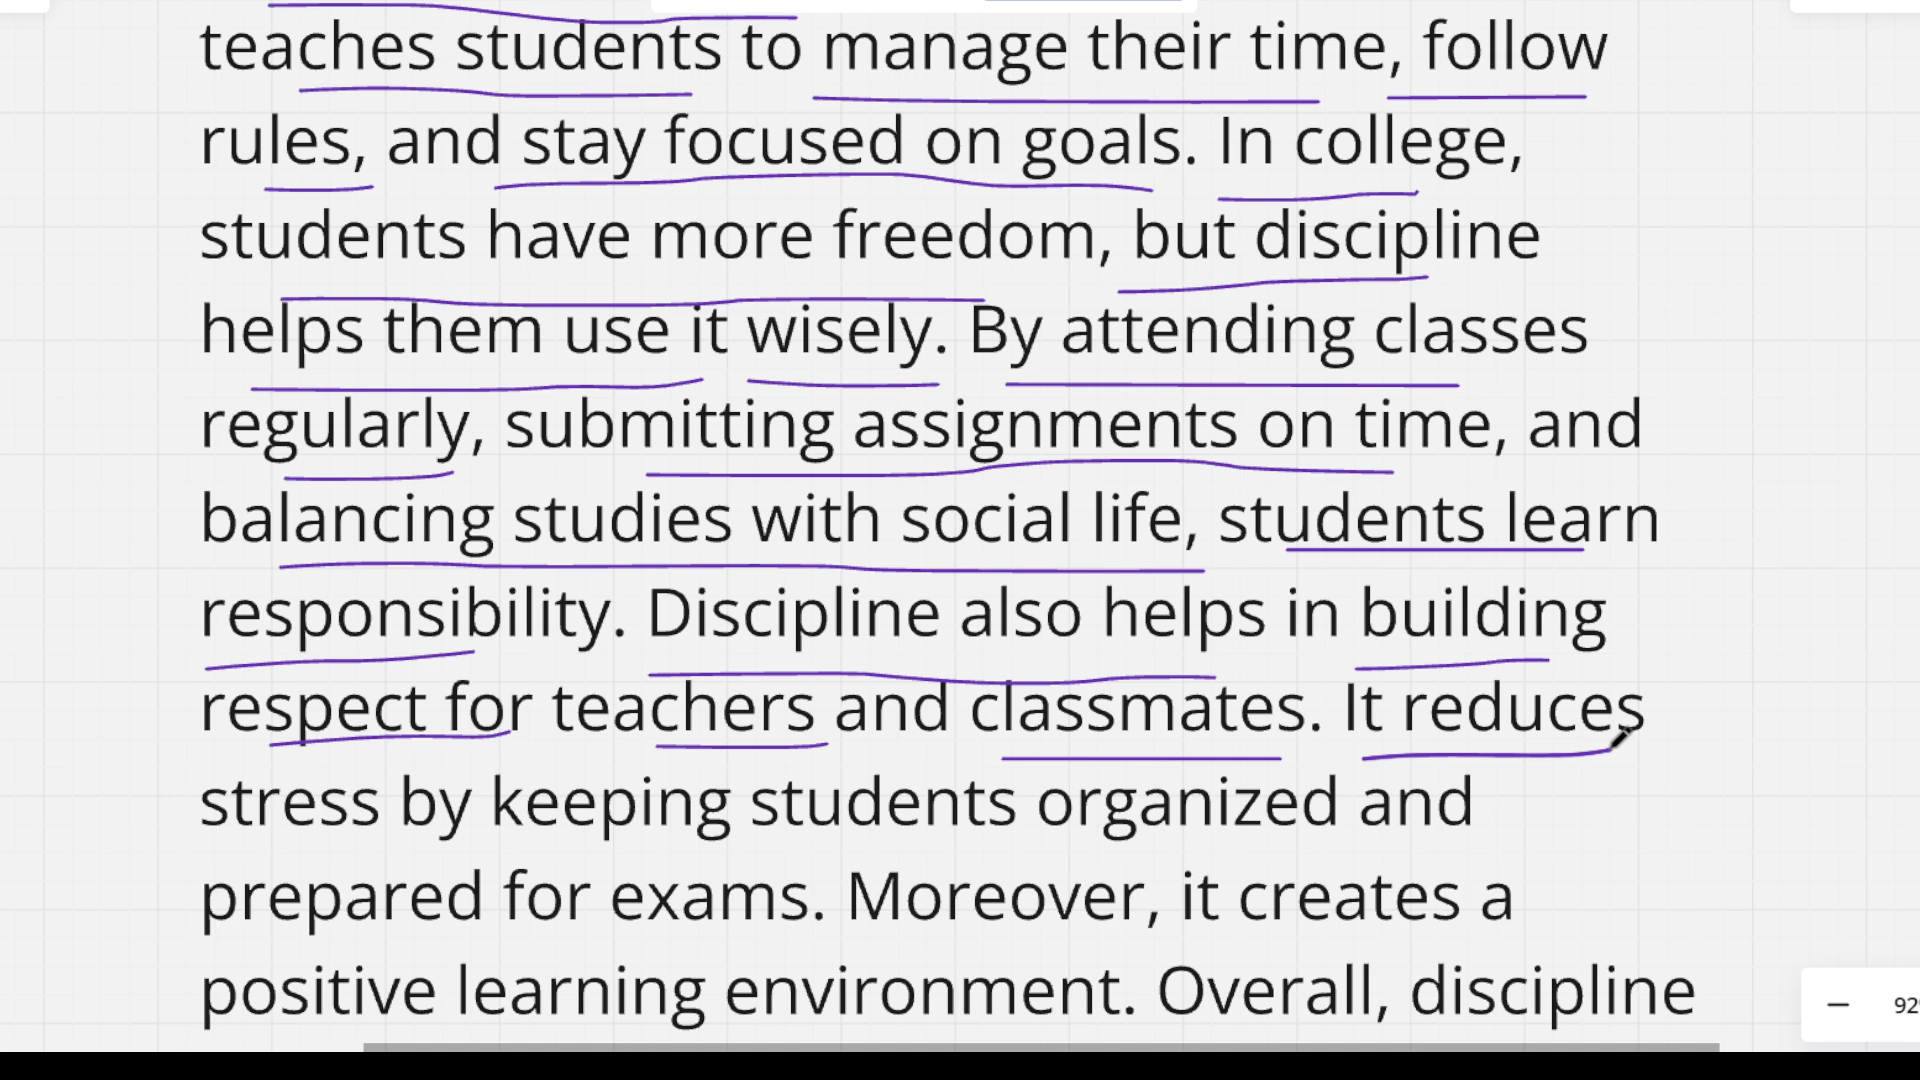 teaches students to manage their time, follow
rules, and stay focused on goals. In college,
students have more freedom, but discipline
helps them use it wisely. By attending classes
regularly, submitting assignments on time, and
balancing studies with social life, students learn
responsibility. Discipline also helps in building
respect for teachers and classmates. It reduces
stress by keeping students organized and
prepared for exams. Moreover, it creates a
positive learning environment. Overall, discipline